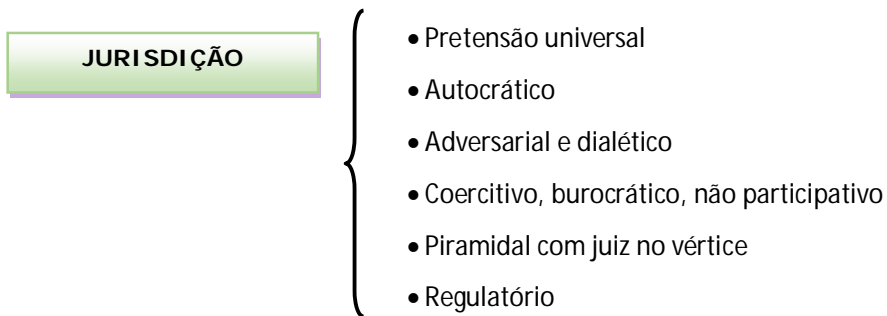 JURISDIÇÃO
• Pretensão universal
• Autocrático
• Adversarial e dialético
• Coercitivo, burocrático, não participativo
• Piramidal com juiz no vértice
• Regulatório